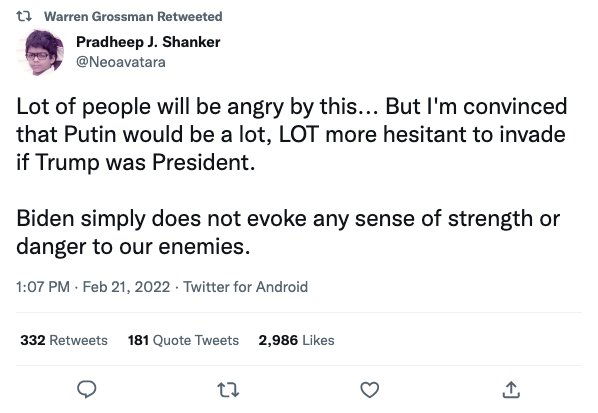 Warren Grossman Retweeted
Pradheep J. Shanker
@Neoavatara
Lot of people will be angry by this... But I'm convinced
that Putin would be a lot, LOT more hesitant to invade
if Trump was President.
Biden simply does not evoke any sense of strength or
danger to our enemies.
1:07 PM · Feb 21, 2022 · Twitter for Android
332 Retweets 181 Quote Tweets 2,986 Likes